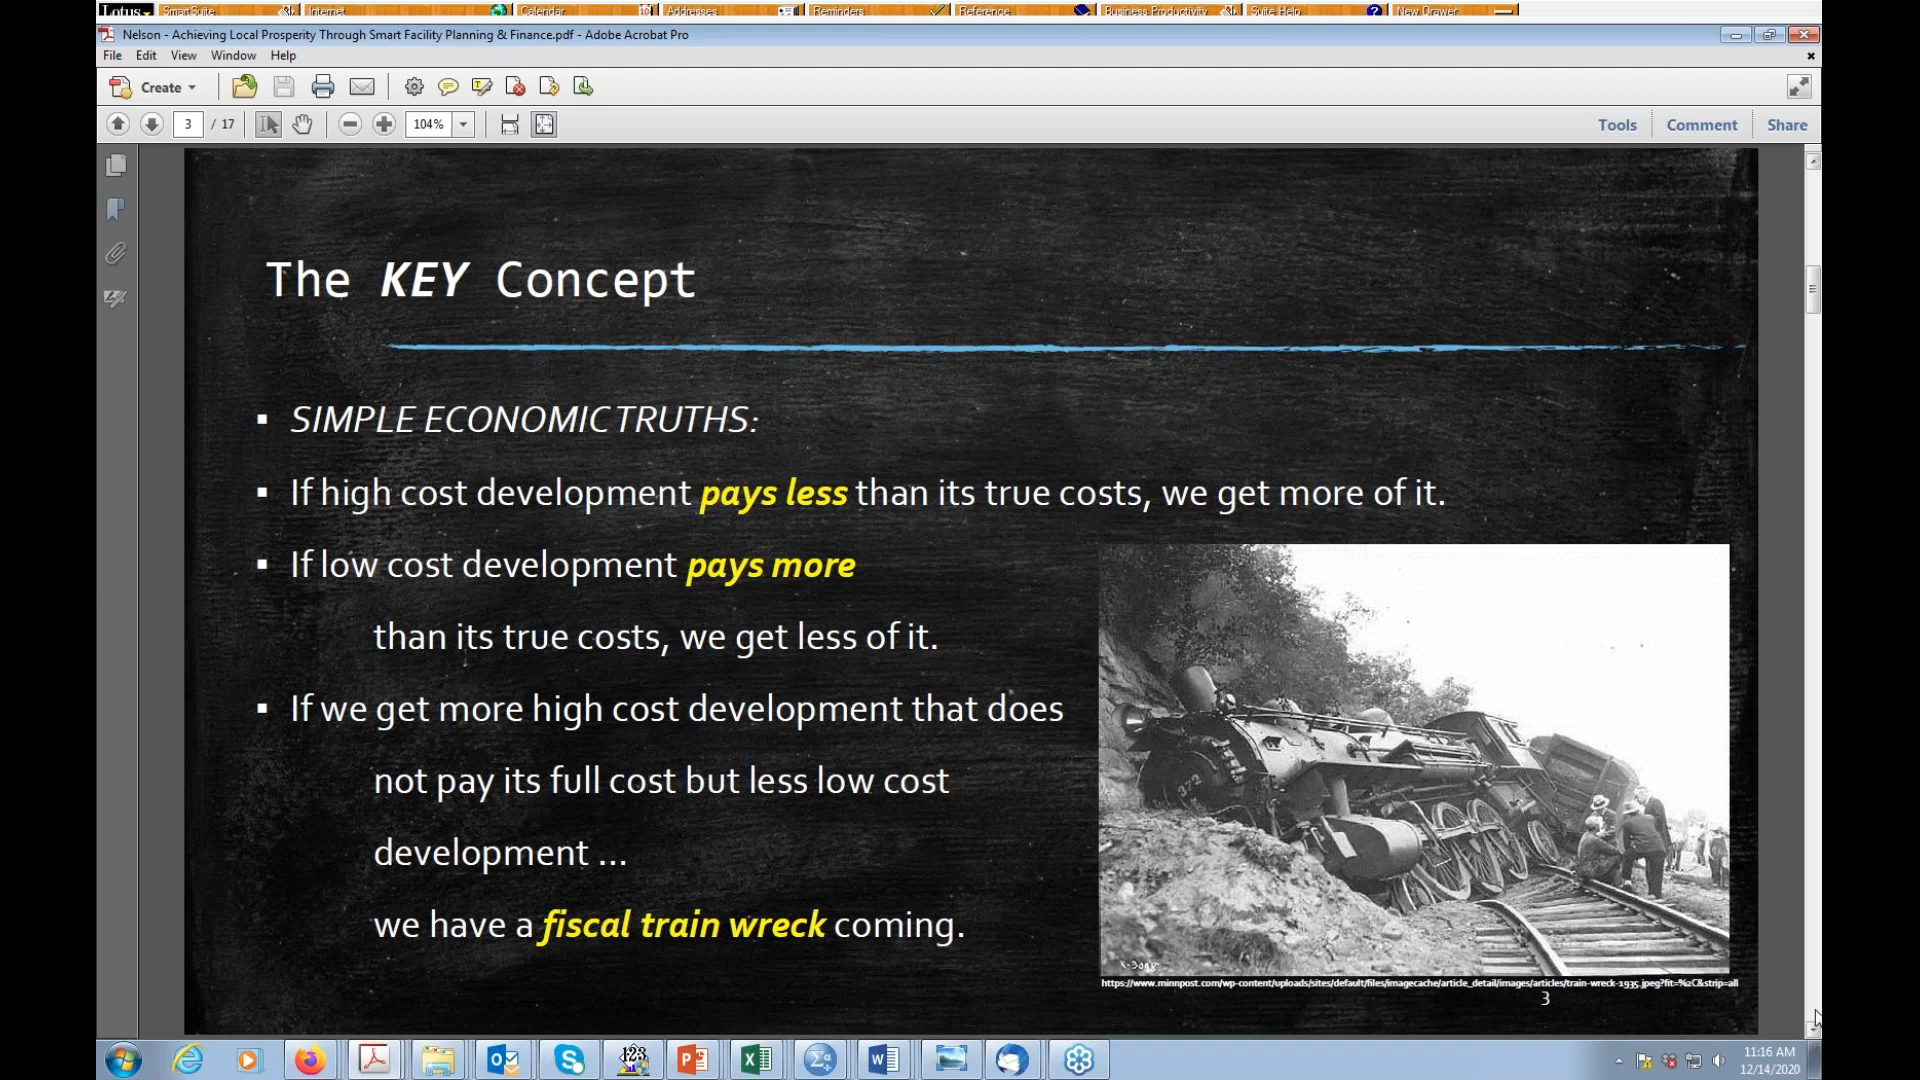 Lotus SmartSuite Internet Calendar 10 Addresses Reminders Reference Business Productivity Suite Help New Drawer
Nelson - Achieving Local Prosperity Through Smart Facility Planning & Finance.pdf - Adobe Acrobat Pro
File Edit View Window Help
Create
3 / 17 104% Tools Comment Share
The KEY Concept
▪ SIMPLE ECONOMIC TRUTHS:
▪ If high cost development pays less than its true costs, we get more of it.
▪ If low cost development pays more
than its true costs, we get less of it.
▪ If we get more high cost development that does
not pay its full cost but less low cost
development ...
we have a fiscal train wreck coming.
372
https://www.minnpost.com/wp-content/uploads/sites/default/files/imagecache/article_detail/images/articles/train-wreck-1935.jpeg?fit=%2C&strip=all
3
123
11:16 AM
12/14/2020